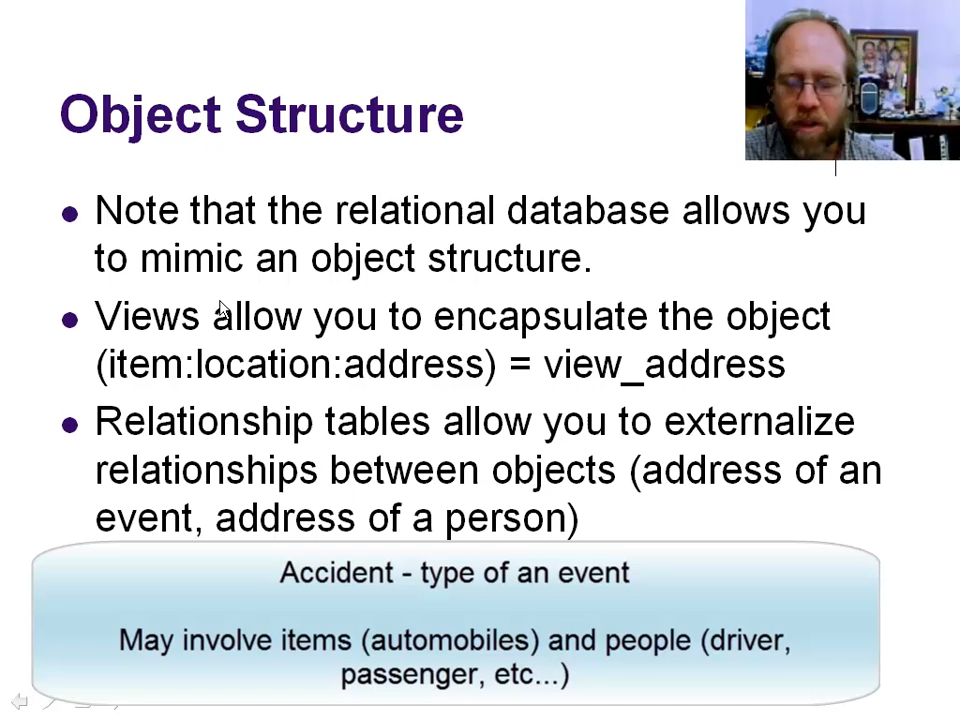 Object Structure
Note that the relational database allows you
to mimic an object structure.
Views allow you to encapsulate the object
(item:location:address) = view_address
Relationship tables allow you to externalize
relationships between objects (address of an
event, address of a person)
Accident - type of an event
May involve items (automobiles) and people (driver,
passenger, etc...)